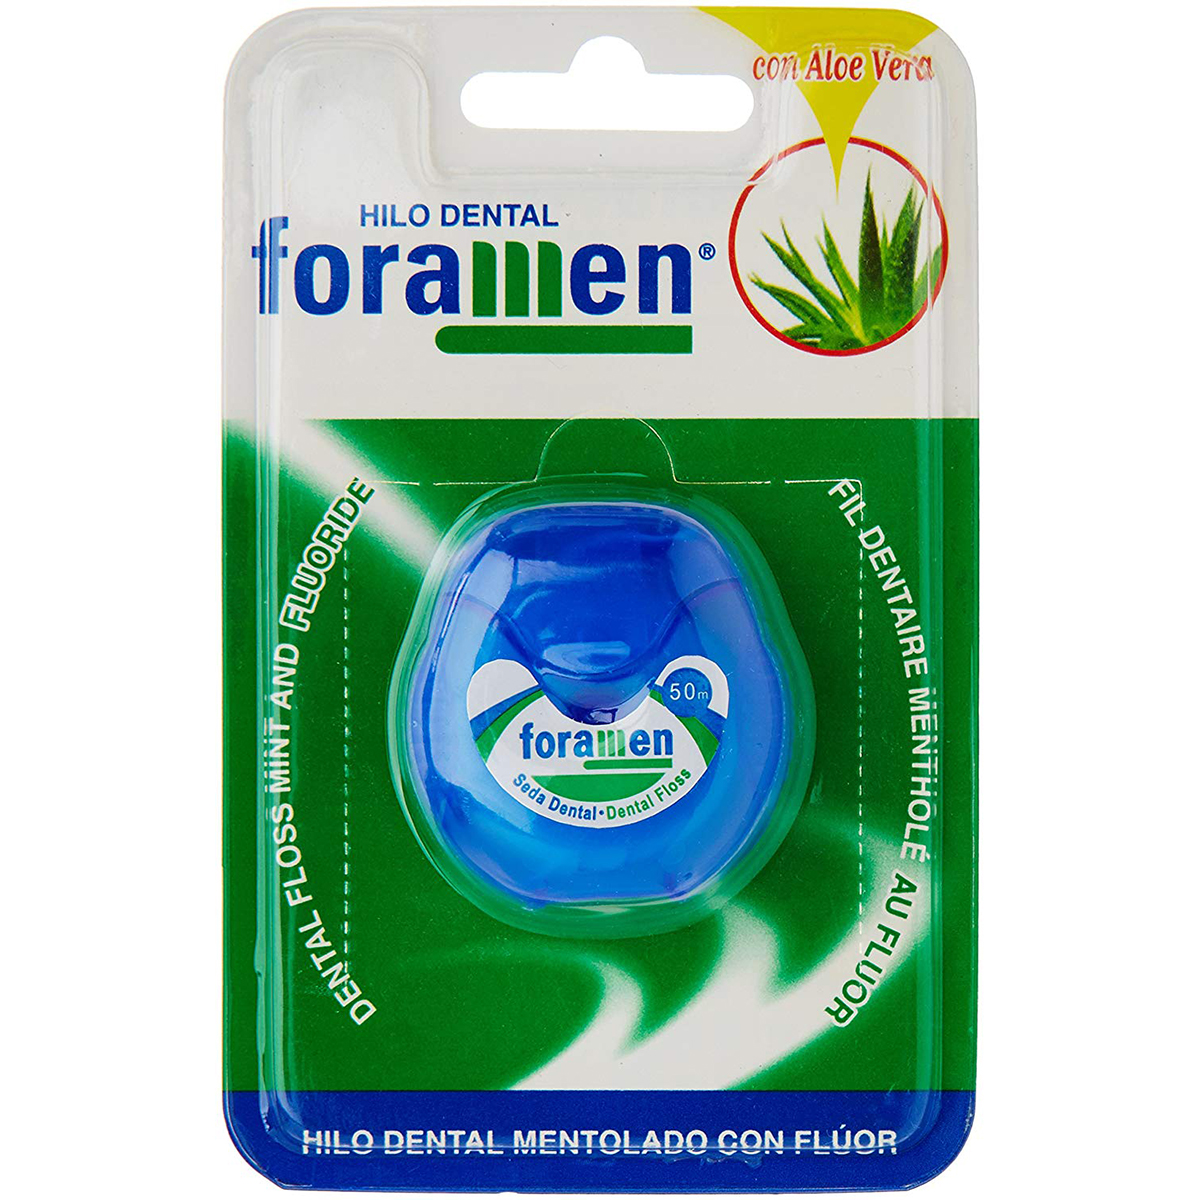 con Aloe Vera
HILO DENTAL
foramen®
DENTAL FLOSS MINT AND FLUORIDE
FIL DENTAIRE MENTHOLÉ AU FLUOR
50m
foramen
Seda Dental · Dental Floss
HILO DENTAL MENTOLADO CON FLÚOR